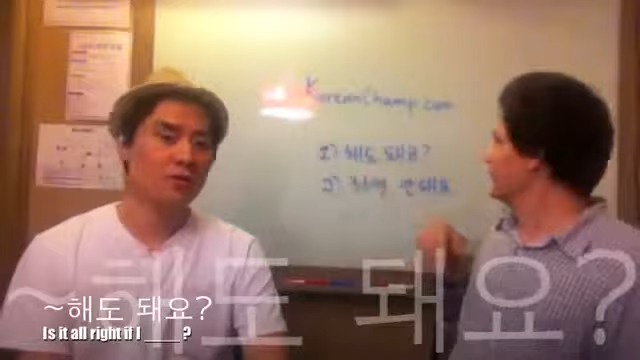 KoreanChamp.com
1) 해도 돼요?
2) 하면 안돼요
~해도 돼요?
~해도 돼요?
Is it all right if I ____ ?